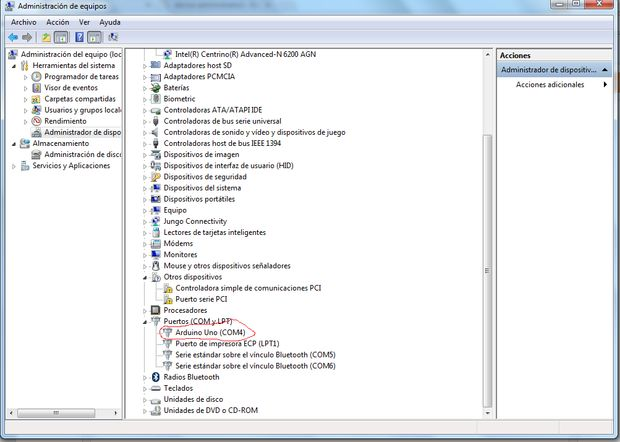 Administración de equipos
Archivo Acción Ver Ayuda
Administración del equipo (loc
Herramientas del sistema
Programador de tareas
Visor de eventos
Carpetas compartidas
Usuarios y grupos locale
Rendimiento
Administrador de dispo
Almacenamiento
Administración de disco
Servicios y Aplicaciones
Intel(R) Centrino(R) Advanced-N 6200 AGN
Adaptadores host SD
Adaptadores PCMCIA
Baterías
Biometric
Controladoras ATA/ATAPI IDE
Controladoras de bus serie universal
Controladoras de sonido y vídeo y dispositivos de juego
Controladoras host de bus IEEE 1394
Dispositivos de imagen
Dispositivos de interfaz de usuario (HID)
Dispositivos de seguridad
Dispositivos del sistema
Dispositivos portátiles
Equipo
Jungo Connectivity
Lectores de tarjetas inteligentes
Módems
Monitores
Mouse y otros dispositivos señaladores
Otros dispositivos
Controladora simple de comunicaciones PCI
Puerto serie PCI
Procesadores
Puertos (COM y LPT)
Arduino Uno (COM4)
Puerto de impresora ECP (LPT1)
Serie estándar sobre el vínculo Bluetooth (COM5)
Serie estándar sobre el vínculo Bluetooth (COM6)
Radios Bluetooth
Teclados
Unidades de disco
Unidades de DVD o CD-ROM
Acciones
Administrador de dispositiv...
Acciones adicionales